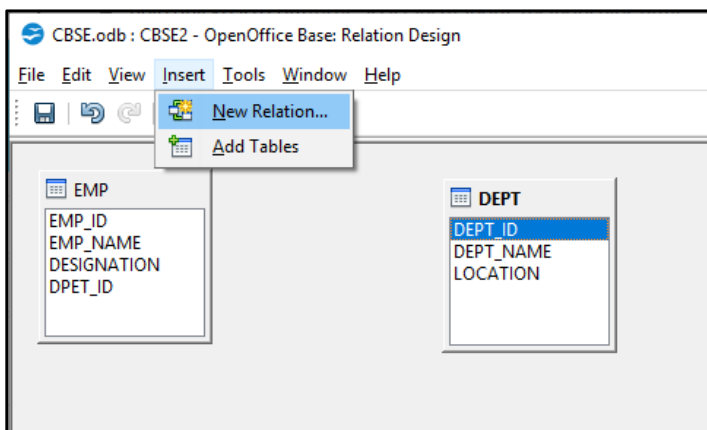 CBSE.odb : CBSE2 - OpenOffice Base: Relation Design
File Edit View Insert Tools Window Help
New Relation...
Add Tables
EMP
EMP_ID
EMP_NAME
DESIGNATION
DPET_ID
DEPT
DEPT_ID
DEPT_NAME
LOCATION